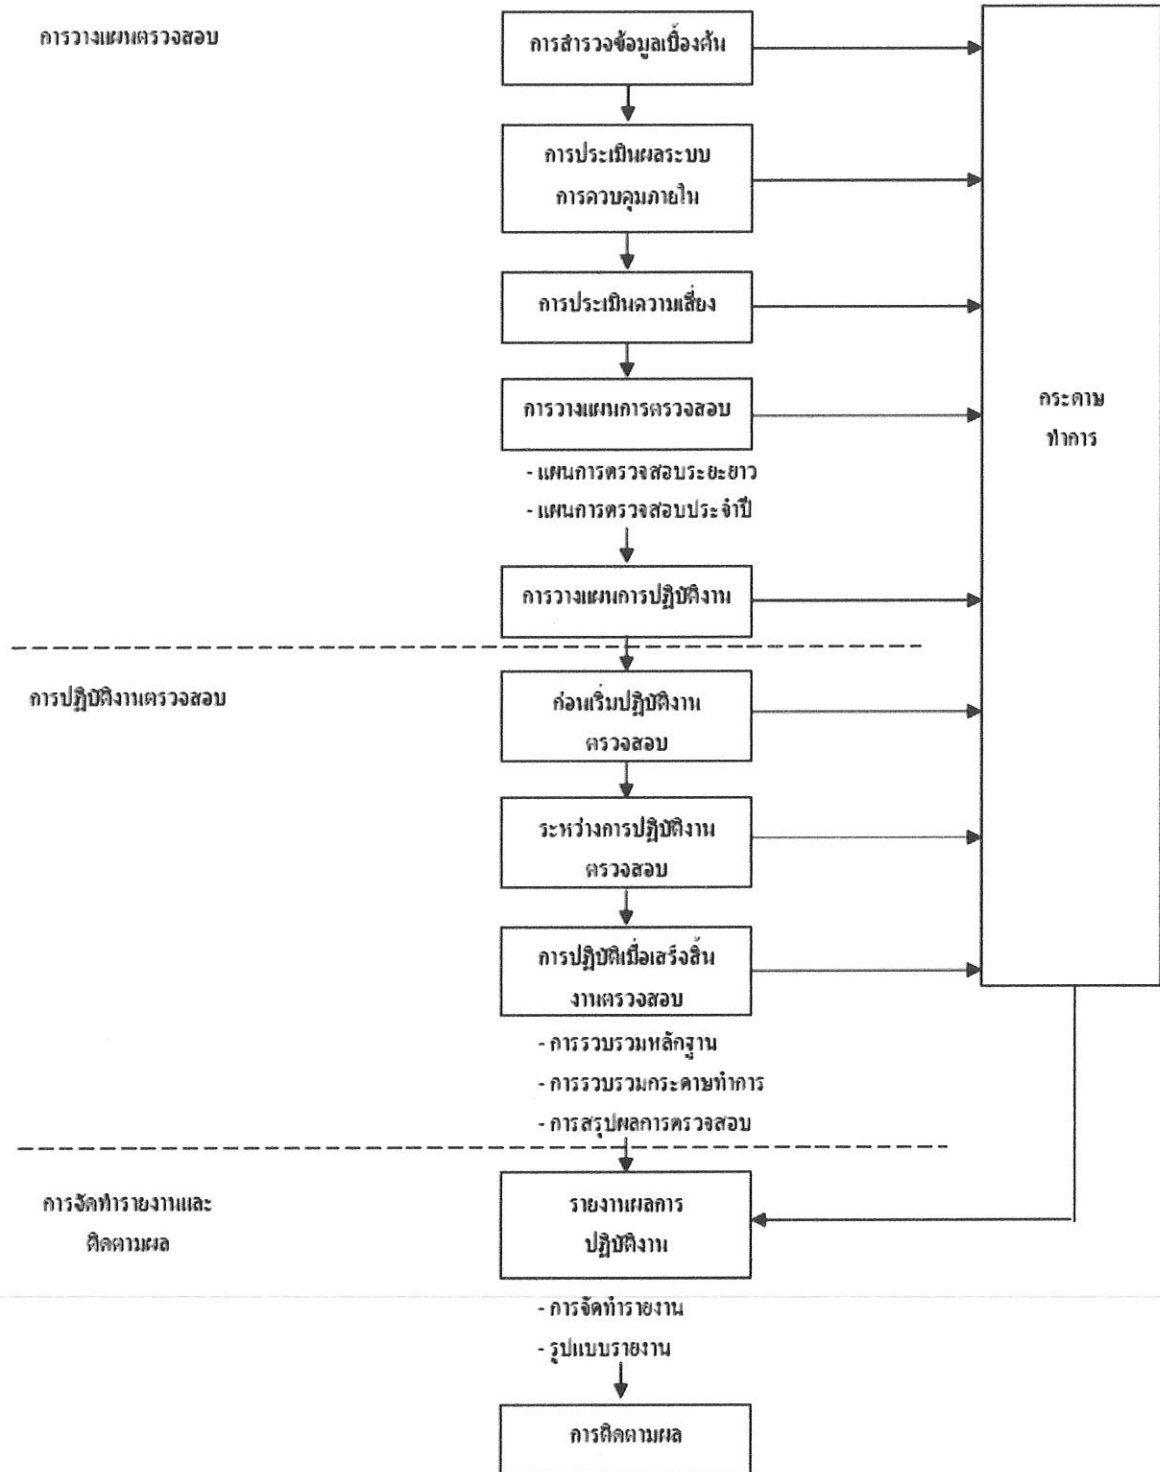 การวางแผนตรวจสอบ
การสำรวจข้อมูลเบื้องต้น
การประเมินผลระบบ
การควบคุมภายใน
การประเมินความเสี่ยง
การวางแผนการตรวจสอบ
- แผนการตรวจสอบระยะยาว
- แผนการตรวจสอบประจำปี
การวางแผนการปฏิบัติงาน
กระดาษ
ทำการ
การปฏิบัติงานตรวจสอบ
ก่อนเริ่มปฏิบัติงาน
ตรวจสอบ
ระหว่างการปฏิบัติงาน
ตรวจสอบ
การปฏิบัติเมื่อเสร็จสิ้น
งานตรวจสอบ
- การรวบรวมหลักฐาน
- การรวบรวมกระดาษทำการ
- การสรุปผลการตรวจสอบ
การจัดทำรายงานและ
ติดตามผล
รายงานผลการ
ปฏิบัติงาน
- การจัดทำรายงาน
- รูปแบบรายงาน
การติดตามผล